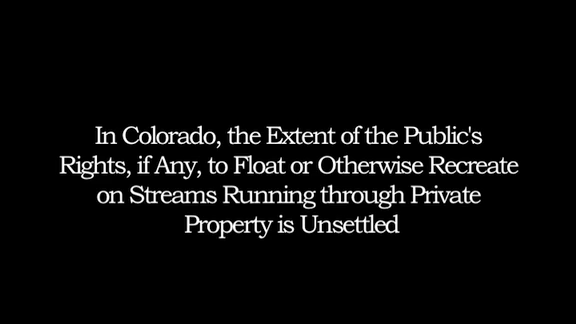 In Colorado, the Extent of the Public's
Rights, if Any, to Float or Otherwise Recreate
on Streams Running through Private
Property is Unsettled